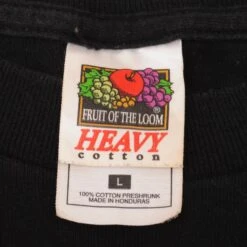 FRUIT OF THE LOOM®
HEAVY
cotton
L
100% COTTON PRESHRUNK
MADE IN HONDURAS